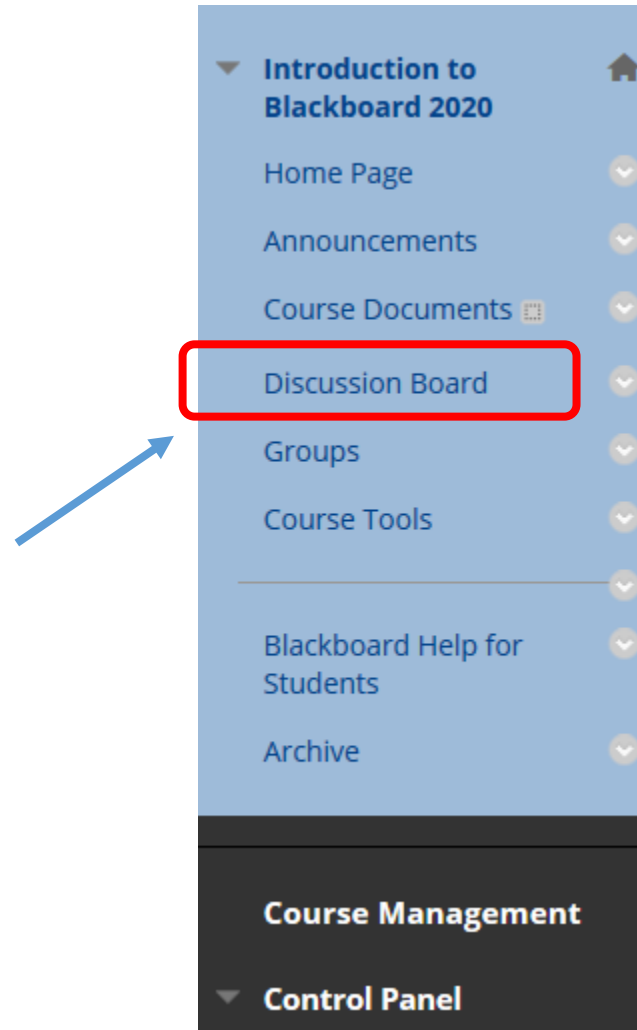 Introduction to
Blackboard 2020
Home Page
Announcements
Course Documents
Discussion Board
Groups
Course Tools
Blackboard Help for
Students
Archive
Course Management
Control Panel